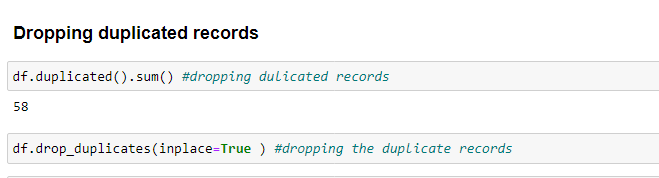 Dropping duplicated records
df.duplicated().sum() #dropping dulicated records
58
df.drop_duplicates(inplace=True ) #dropping the duplicate records